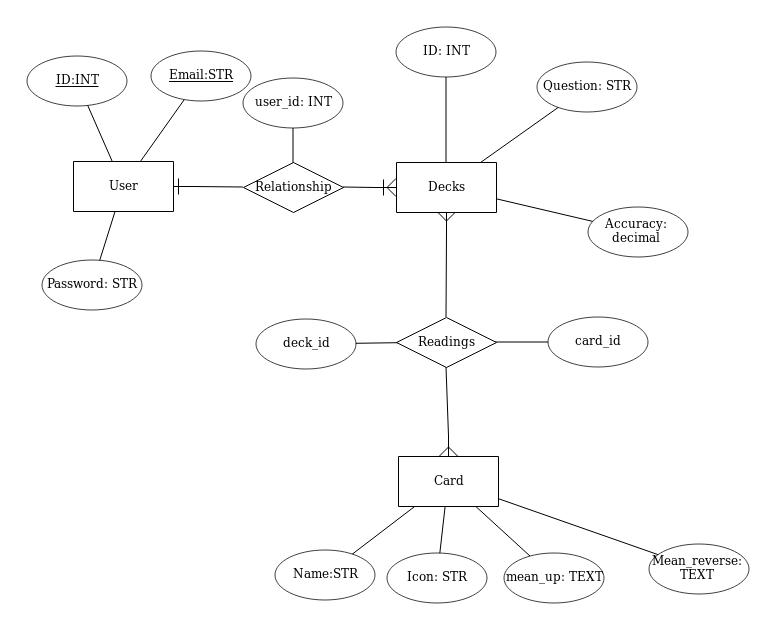 ID: INT
ID:INT
Email:STR
Question: STR
user_id: INT
User
Relationship
Decks
Accuracy:
decimal
Password: STR
deck_id
Readings
card_id
Card
Name:STR
Icon: STR
mean_up: TEXT
Mean_reverse:
TEXT